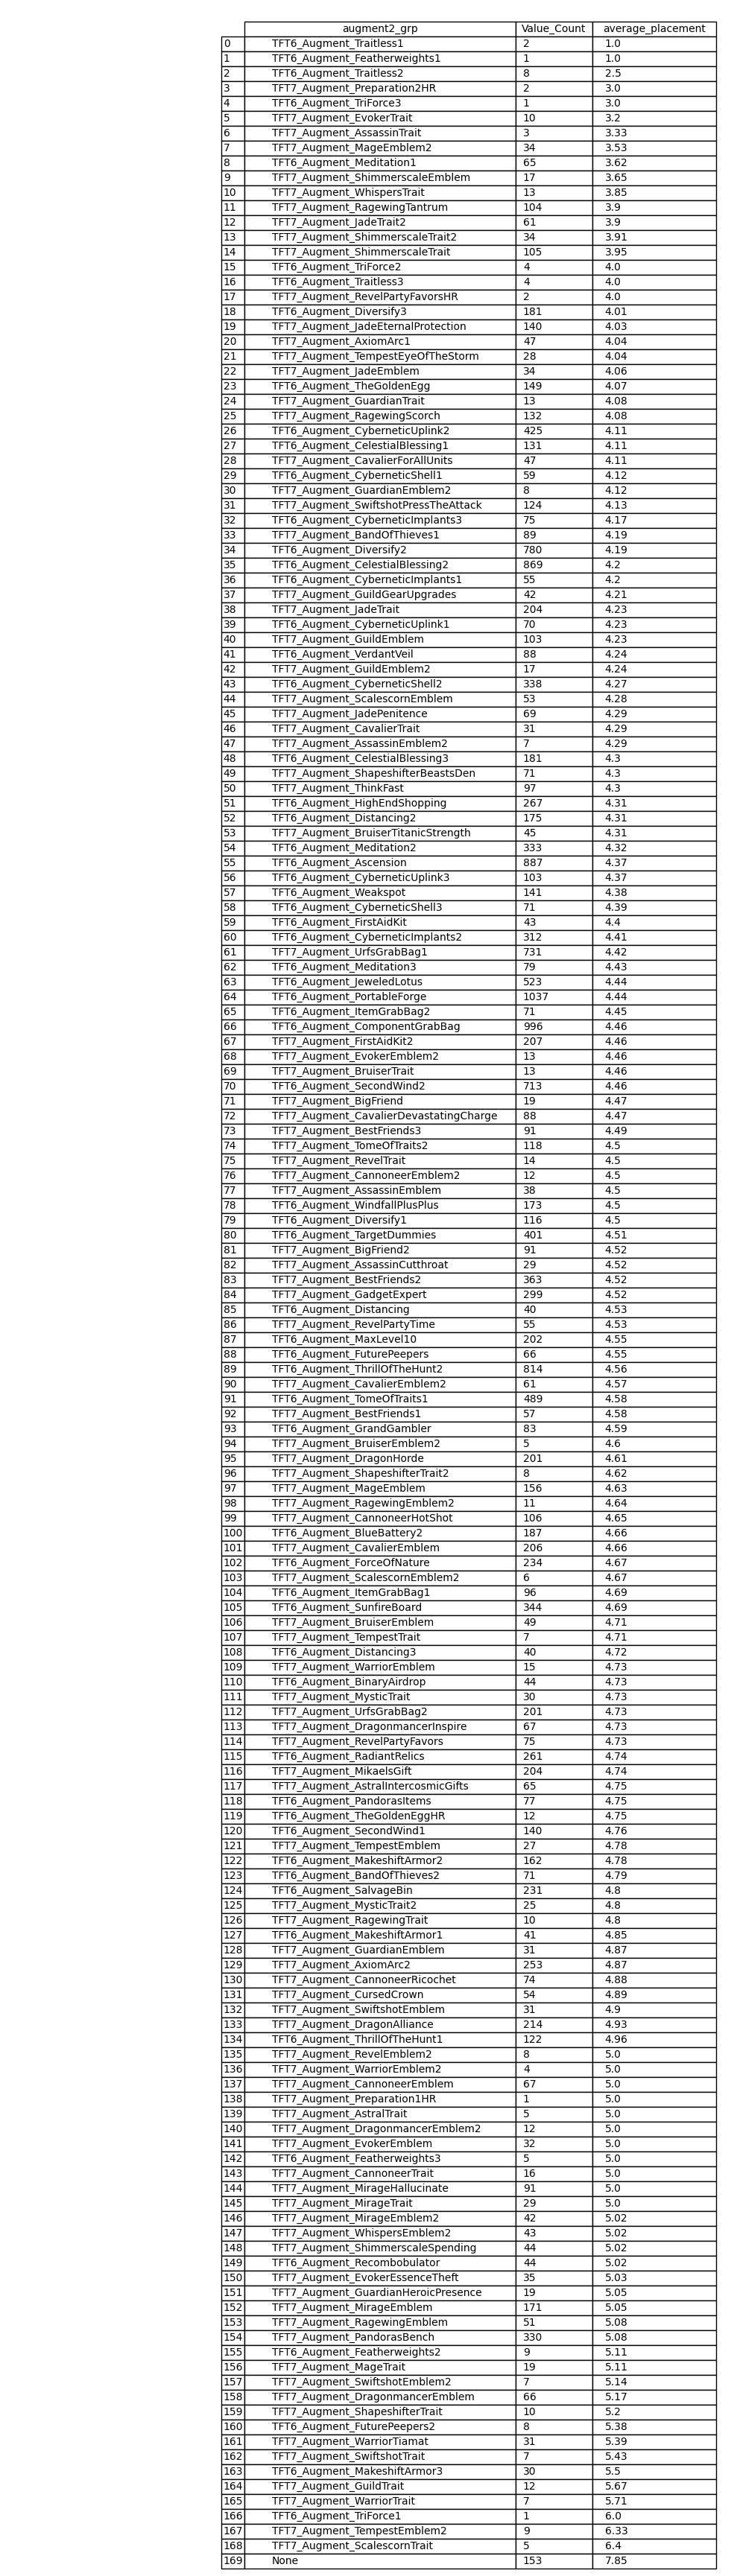 augment2_grp Value_Count average_placement
0 TFT6_Augment_Traitless1 2 1.0
1 TFT6_Augment_Featherweights1 1 1.0
2 TFT6_Augment_Traitless2 8 2.5
3 TFT7_Augment_Preparation2HR 2 3.0
4 TFT6_Augment_TriForce3 1 3.0
5 TFT7_Augment_EvokerTrait 10 3.2
6 TFT7_Augment_AssassinTrait 3 3.33
7 TFT7_Augment_MageEmblem2 34 3.53
8 TFT6_Augment_Meditation1 65 3.62
9 TFT7_Augment_ShimmerscaleEmblem 17 3.65
10 TFT7_Augment_WhispersTrait 13 3.85
11 TFT7_Augment_RagewingTantrum 104 3.9
12 TFT7_Augment_JadeTrait2 61 3.9
13 TFT7_Augment_ShimmerscaleTrait2 34 3.91
14 TFT7_Augment_ShimmerscaleTrait 105 3.95
15 TFT6_Augment_TriForce2 4 4.0
16 TFT6_Augment_Traitless3 4 4.0
17 TFT7_Augment_RevelPartyFavorsHR 2 4.0
18 TFT6_Augment_Diversify3 181 4.01
19 TFT7_Augment_JadeEternalProtection 140 4.03
20 TFT7_Augment_AxiomArc1 47 4.04
21 TFT7_Augment_TempestEyeOfTheStorm 28 4.04
22 TFT7_Augment_JadeEmblem 34 4.06
23 TFT6_Augment_TheGoldenEgg 149 4.07
24 TFT7_Augment_GuardianTrait 13 4.08
25 TFT7_Augment_RagewingScorch 132 4.08
26 TFT6_Augment_CyberneticUplink2 425 4.11
27 TFT6_Augment_CelestialBlessing1 131 4.11
28 TFT7_Augment_CavalierForAllUnits 47 4.11
29 TFT6_Augment_CyberneticShell1 59 4.12
30 TFT7_Augment_GuardianEmblem2 8 4.12
31 TFT7_Augment_SwiftshotPressTheAttack 124 4.13
32 TFT6_Augment_CyberneticImplants3 75 4.17
33 TFT7_Augment_BandOfThieves1 89 4.19
34 TFT6_Augment_Diversify2 780 4.19
35 TFT6_Augment_CelestialBlessing2 869 4.2
36 TFT6_Augment_CyberneticImplants1 55 4.2
37 TFT7_Augment_GuildGearUpgrades 42 4.21
38 TFT7_Augment_JadeTrait 204 4.23
39 TFT6_Augment_CyberneticUplink1 70 4.23
40 TFT7_Augment_GuildEmblem 103 4.23
41 TFT6_Augment_VerdantVeil 88 4.24
42 TFT7_Augment_GuildEmblem2 17 4.24
43 TFT6_Augment_CyberneticShell2 338 4.27
44 TFT7_Augment_ScalescornEmblem 53 4.28
45 TFT7_Augment_JadePenitence 69 4.29
46 TFT7_Augment_CavalierTrait 31 4.29
47 TFT7_Augment_AssassinEmblem2 7 4.29
48 TFT6_Augment_CelestialBlessing3 181 4.3
49 TFT7_Augment_ShapeshifterBeastsDen 71 4.3
50 TFT7_Augment_ThinkFast 97 4.3
51 TFT6_Augment_HighEndShopping 267 4.31
52 TFT6_Augment_Distancing2 175 4.31
53 TFT7_Augment_BruiserTitanicStrength 45 4.31
54 TFT6_Augment_Meditation2 333 4.32
55 TFT6_Augment_Ascension 887 4.37
56 TFT6_Augment_CyberneticUplink3 103 4.37
57 TFT6_Augment_Weakspot 141 4.38
58 TFT6_Augment_CyberneticShell3 71 4.39
59 TFT6_Augment_FirstAidKit 43 4.4
60 TFT6_Augment_CyberneticImplants2 312 4.41
61 TFT7_Augment_UrfsGrabBag1 731 4.42
62 TFT6_Augment_Meditation3 79 4.43
63 TFT6_Augment_JeweledLotus 523 4.44
64 TFT6_Augment_PortableForge 1037 4.44
65 TFT6_Augment_ItemGrabBag2 71 4.45
66 TFT6_Augment_ComponentGrabBag 996 4.46
67 TFT7_Augment_FirstAidKit2 207 4.46
68 TFT7_Augment_EvokerEmblem2 13 4.46
69 TFT7_Augment_BruiserTrait 13 4.46
70 TFT6_Augment_SecondWind2 713 4.46
71 TFT7_Augment_BigFriend 19 4.47
72 TFT7_Augment_CavalierDevastatingCharge 88 4.47
73 TFT7_Augment_BestFriends3 91 4.49
74 TFT6_Augment_TomeOfTraits2 118 4.5
75 TFT7_Augment_RevelTrait 14 4.5
76 TFT7_Augment_CannoneerEmblem2 12 4.5
77 TFT7_Augment_AssassinEmblem 38 4.5
78 TFT6_Augment_WindfallPlusPlus 173 4.5
79 TFT6_Augment_Diversify1 116 4.5
80 TFT6_Augment_TargetDummies 401 4.51
81 TFT7_Augment_BigFriend2 91 4.52
82 TFT7_Augment_AssassinCutthroat 29 4.52
83 TFT7_Augment_BestFriends2 363 4.52
84 TFT7_Augment_GadgetExpert 299 4.52
85 TFT6_Augment_Distancing 40 4.53
86 TFT7_Augment_RevelPartyTime 55 4.53
87 TFT6_Augment_MaxLevel10 202 4.55
88 TFT6_Augment_FuturePeepers 66 4.55
89 TFT6_Augment_ThrillOfTheHunt2 814 4.56
90 TFT7_Augment_CavalierEmblem2 61 4.57
91 TFT6_Augment_TomeOfTraits1 489 4.58
92 TFT7_Augment_BestFriends1 57 4.58
93 TFT6_Augment_GrandGambler 83 4.59
94 TFT7_Augment_BruiserEmblem2 5 4.6
95 TFT7_Augment_DragonHorde 201 4.61
96 TFT7_Augment_ShapeshifterTrait2 8 4.62
97 TFT7_Augment_MageEmblem 156 4.63
98 TFT7_Augment_RagewingEmblem2 11 4.64
99 TFT7_Augment_CannoneerHotShot 106 4.65
100 TFT6_Augment_BlueBattery2 187 4.66
101 TFT7_Augment_CavalierEmblem 206 4.66
102 TFT6_Augment_ForceOfNature 234 4.67
103 TFT7_Augment_ScalescornEmblem2 6 4.67
104 TFT6_Augment_ItemGrabBag1 96 4.69
105 TFT6_Augment_SunfireBoard 344 4.69
106 TFT7_Augment_BruiserEmblem 49 4.71
107 TFT7_Augment_TempestTrait 7 4.71
108 TFT6_Augment_Distancing3 40 4.72
109 TFT7_Augment_WarriorEmblem 15 4.73
110 TFT6_Augment_BinaryAirdrop 44 4.73
111 TFT7_Augment_MysticTrait 30 4.73
112 TFT7_Augment_UrfsGrabBag2 201 4.73
113 TFT7_Augment_DragonmancerInspire 67 4.73
114 TFT7_Augment_RevelPartyFavors 75 4.73
115 TFT6_Augment_RadiantRelics 261 4.74
116 TFT7_Augment_MikaelsGift 204 4.74
117 TFT7_Augment_AstralIntercosmicGifts 65 4.75
118 TFT6_Augment_PandorasItems 77 4.75
119 TFT6_Augment_TheGoldenEggHR 12 4.75
120 TFT6_Augment_SecondWind1 140 4.76
121 TFT7_Augment_TempestEmblem 27 4.78
122 TFT6_Augment_MakeshiftArmor2 162 4.78
123 TFT6_Augment_BandOfThieves2 71 4.79
124 TFT6_Augment_SalvageBin 231 4.8
125 TFT7_Augment_MysticTrait2 25 4.8
126 TFT7_Augment_RagewingTrait 10 4.8
127 TFT6_Augment_MakeshiftArmor1 41 4.85
128 TFT7_Augment_GuardianEmblem 31 4.87
129 TFT7_Augment_AxiomArc2 253 4.87
130 TFT7_Augment_CannoneerRicochet 74 4.88
131 TFT7_Augment_CursedCrown 54 4.89
132 TFT7_Augment_SwiftshotEmblem 31 4.9
133 TFT7_Augment_DragonAlliance 214 4.93
134 TFT6_Augment_ThrillOfTheHunt1 122 4.96
135 TFT7_Augment_RevelEmblem2 8 5.0
136 TFT7_Augment_WarriorEmblem2 4 5.0
137 TFT7_Augment_CannoneerEmblem 67 5.0
138 TFT7_Augment_Preparation1HR 1 5.0
139 TFT7_Augment_AstralTrait 5 5.0
140 TFT7_Augment_DragonmancerEmblem2 12 5.0
141 TFT7_Augment_EvokerEmblem 32 5.0
142 TFT6_Augment_Featherweights3 5 5.0
143 TFT7_Augment_CannoneerTrait 16 5.0
144 TFT7_Augment_MirageHallucinate 91 5.0
145 TFT7_Augment_MirageTrait 29 5.0
146 TFT7_Augment_MirageEmblem2 42 5.02
147 TFT7_Augment_WhispersEmblem2 43 5.02
148 TFT7_Augment_ShimmerscaleSpending 44 5.02
149 TFT6_Augment_Recombobulator 44 5.02
150 TFT7_Augment_EvokerEssenceTheft 35 5.03
151 TFT7_Augment_GuardianHeroicPresence 19 5.05
152 TFT7_Augment_MirageEmblem 171 5.05
153 TFT7_Augment_RagewingEmblem 51 5.08
154 TFT7_Augment_PandorasBench 330 5.08
155 TFT6_Augment_Featherweights2 9 5.11
156 TFT7_Augment_MageTrait 19 5.11
157 TFT7_Augment_SwiftshotEmblem2 7 5.14
158 TFT7_Augment_DragonmancerEmblem 66 5.17
159 TFT7_Augment_ShapeshifterTrait 10 5.2
160 TFT6_Augment_FuturePeepers2 8 5.38
161 TFT7_Augment_WarriorTiamat 31 5.39
162 TFT7_Augment_SwiftshotTrait 7 5.43
163 TFT6_Augment_MakeshiftArmor3 30 5.5
164 TFT7_Augment_GuildTrait 12 5.67
165 TFT7_Augment_WarriorTrait 7 5.71
166 TFT6_Augment_TriForce1 1 6.0
167 TFT7_Augment_TempestEmblem2 9 6.33
168 TFT7_Augment_ScalescornTrait 5 6.4
169 None 153 7.85